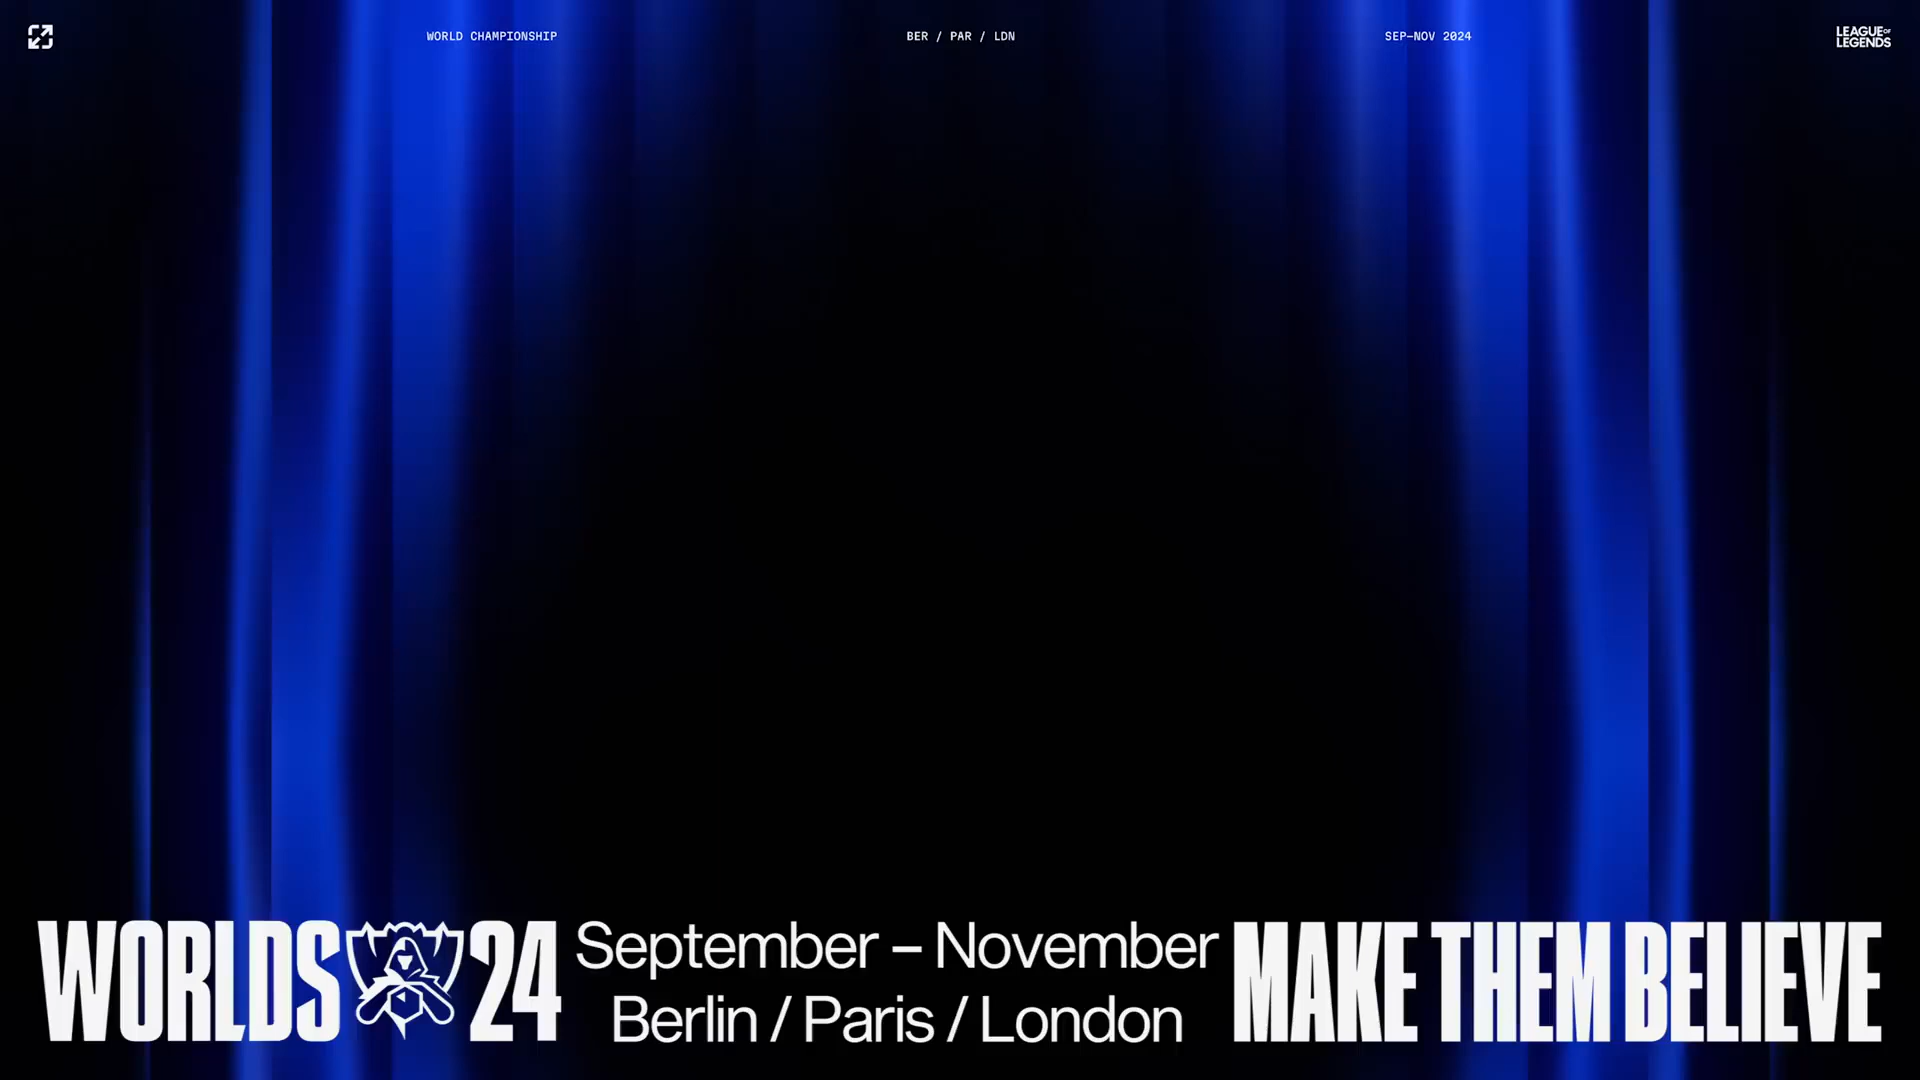 WORLD CHAMPIONSHIP
BER / PAR / LDN
SEP–NOV 2024
LEAGUE OF
LEGENDS
WORLDS 24
September – November
Berlin / Paris / London
MAKE THEM BELIEVE